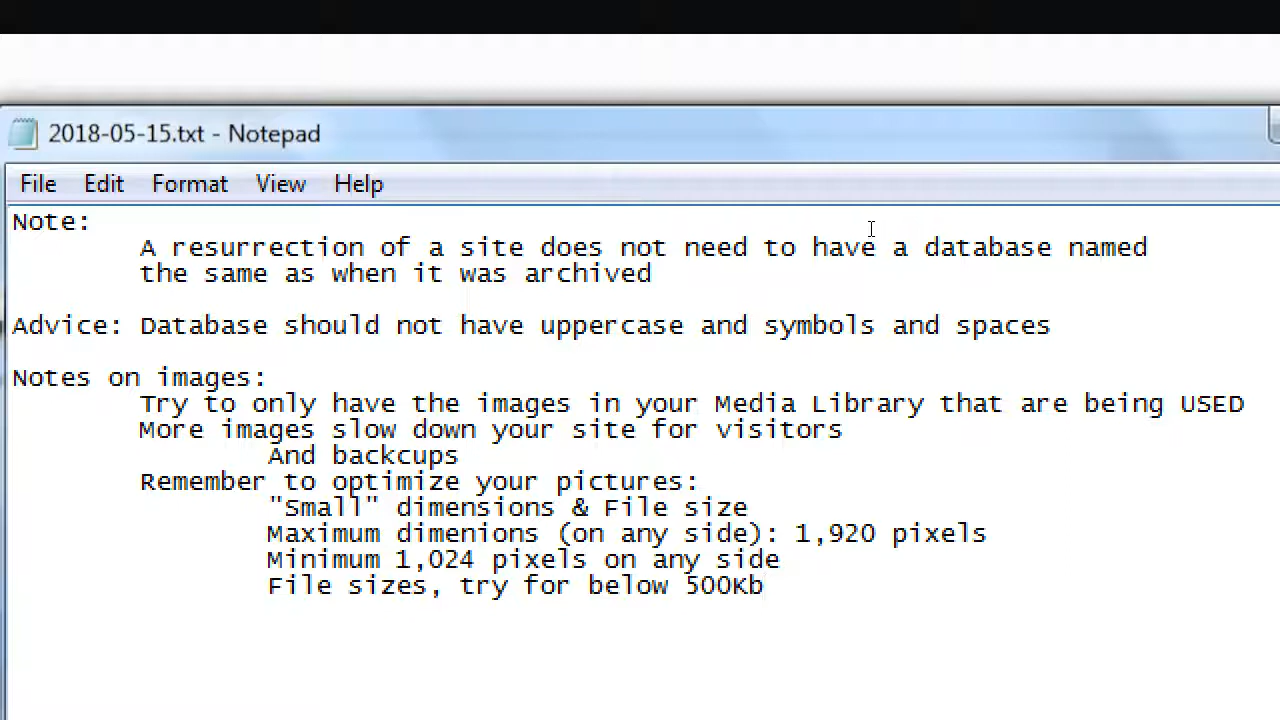 2018-05-15.txt - Notepad
File Edit Format View Help
Note:
A resurrection of a site does not need to have a database named
the same as when it was archived
Advice: Database should not have uppercase and symbols and spaces
Notes on images:
Try to only have the images in your Media Library that are being USED
More images slow down your site for visitors
And backcups
Remember to optimize your pictures:
"Small" dimensions & File size
Maximum dimenions (on any side): 1,920 pixels
Minimum 1,024 pixels on any side
File sizes, try for below 500Kb